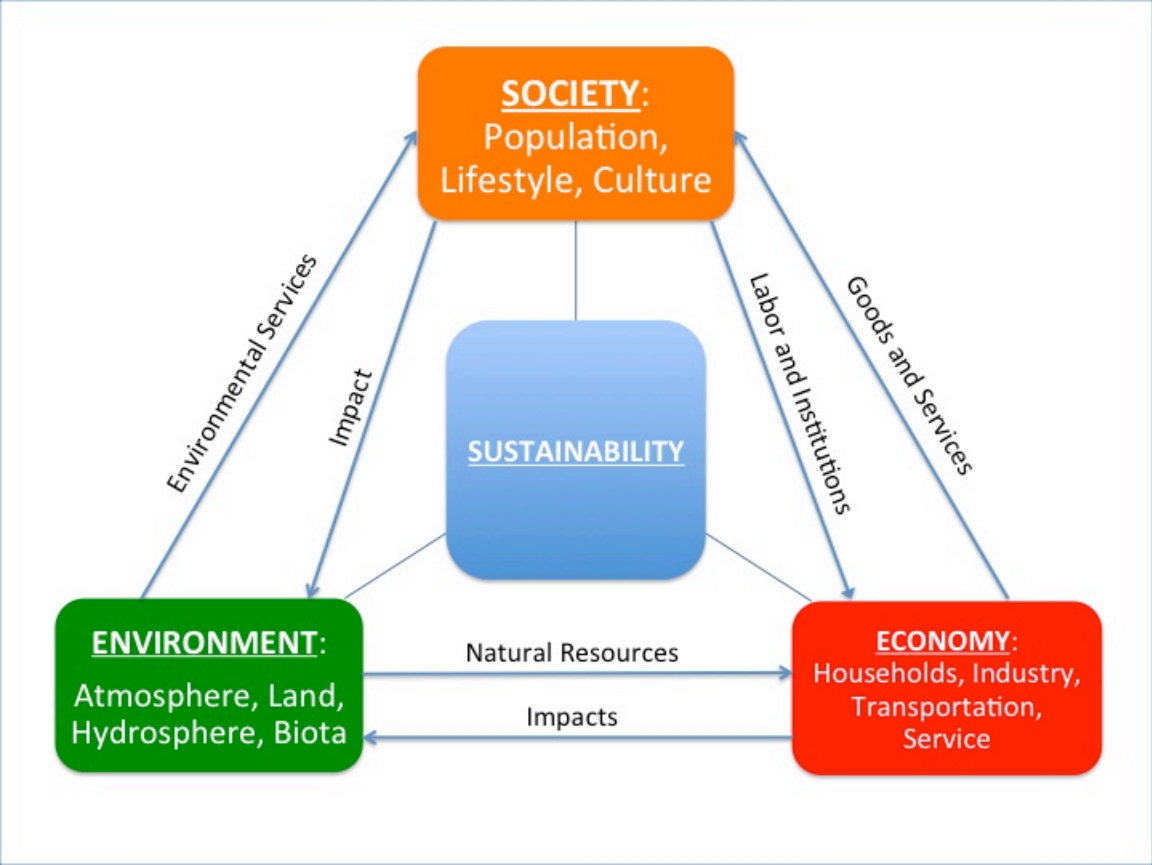 SOCIETY:
Population,
Lifestyle, Culture
Environmental Services
Impact
Labor and Institutions
Goods and Services
SUSTAINABILITY
ENVIRONMENT:
Atmosphere, Land,
Hydrosphere, Biota
Natural Resources
Impacts
ECONOMY:
Households, Industry,
Transportation,
Service